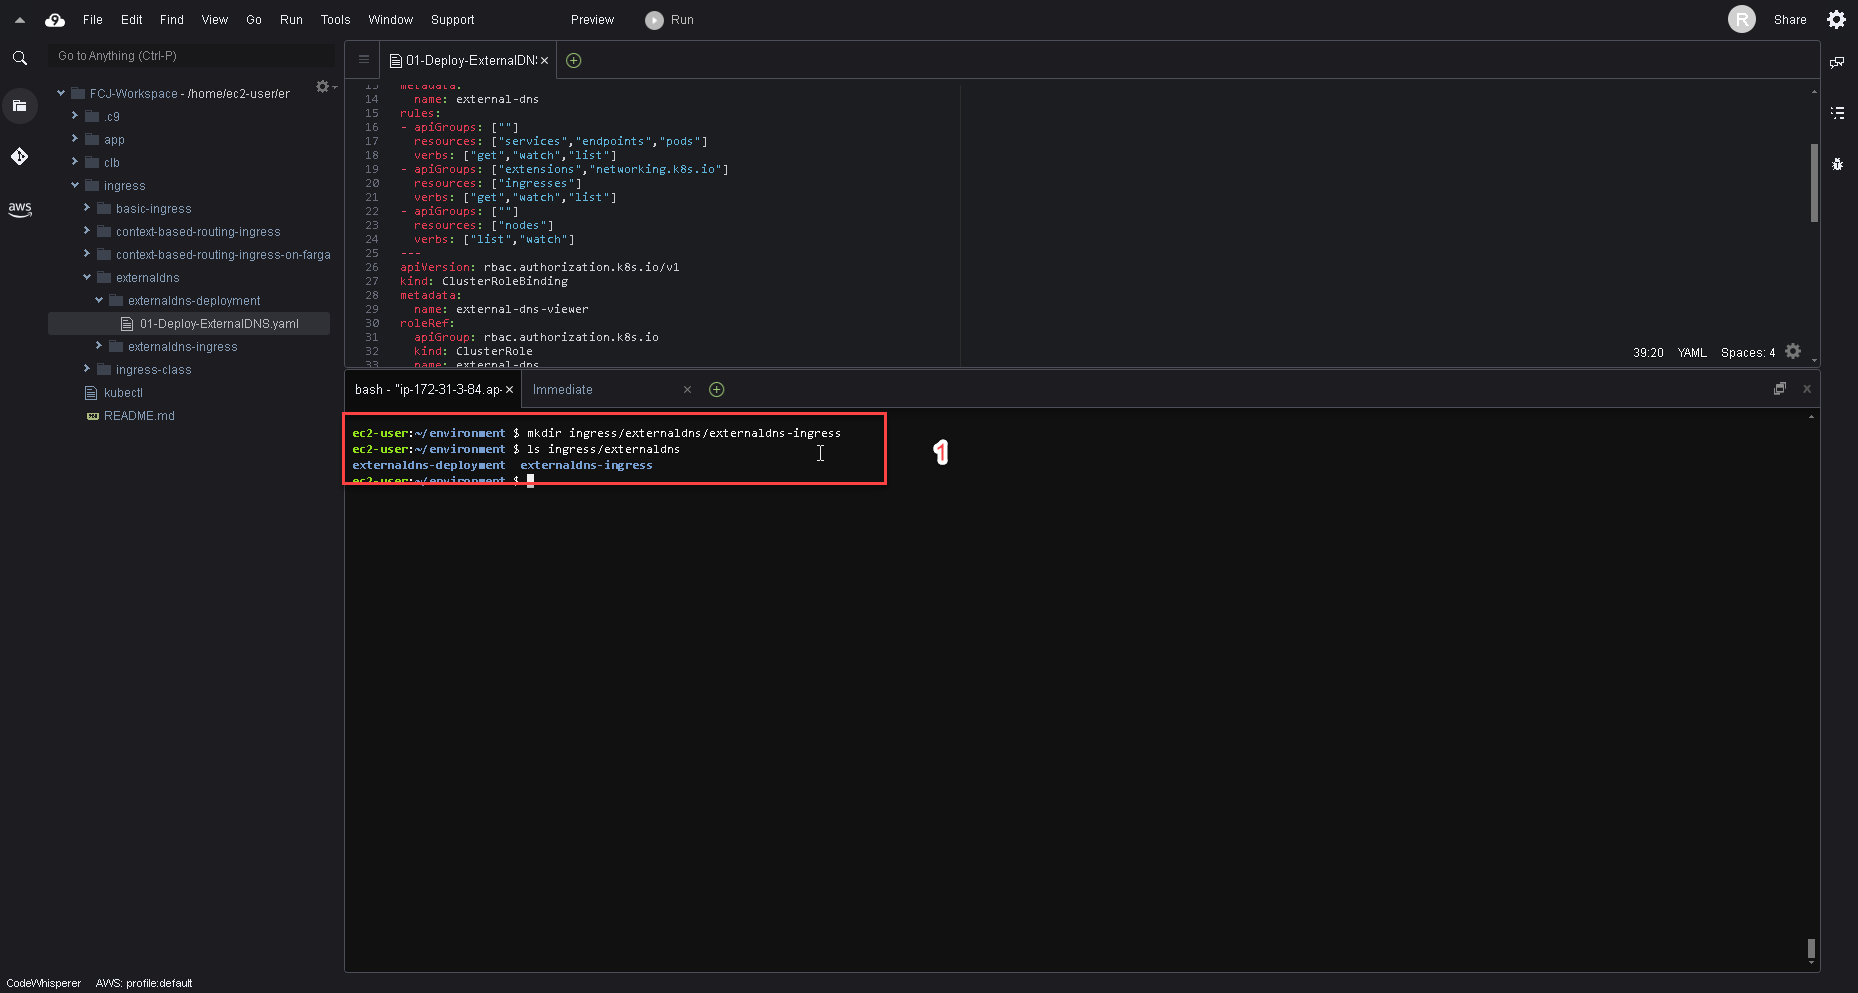 File Edit Find View Go Run Tools Window Support Preview Run R Share
Go to Anything (Ctrl-P)
01-Deploy-ExternalDN
FCJ-Workspace - /home/ec2-user/er
.c9
app
clb
ingress
basic-ingress
context-based-routing-ingress
context-based-routing-ingress-on-farga
externaldns
externaldns-deployment
01-Deploy-ExternalDNS.yaml
externaldns-ingress
ingress-class
kubectl
README.md
aws
13 metadata:
14 name: external-dns
15 rules:
16 - apiGroups: [""]
17 resources: ["services","endpoints","pods"]
18 verbs: ["get","watch","list"]
19 - apiGroups: ["extensions","networking.k8s.io"]
20 resources: ["ingresses"]
21 verbs: ["get","watch","list"]
22 - apiGroups: [""]
23 resources: ["nodes"]
24 verbs: ["list","watch"]
25 ---
26 apiVersion: rbac.authorization.k8s.io/v1
27 kind: ClusterRoleBinding
28 metadata:
29 name: external-dns-viewer
30 roleRef:
31 apiGroup: rbac.authorization.k8s.io
32 kind: ClusterRole
33 name: external-dns
39:20 YAML Spaces: 4
bash - "ip-172-31-3-84.ap- Immediate
ec2-user:~/environment $ mkdir ingress/externaldns/externaldns-ingress
ec2-user:~/environment $ ls ingress/externaldns
externaldns-deployment externaldns-ingress
ec2-user:~/environment $
1
CodeWhisperer AWS: profile:default